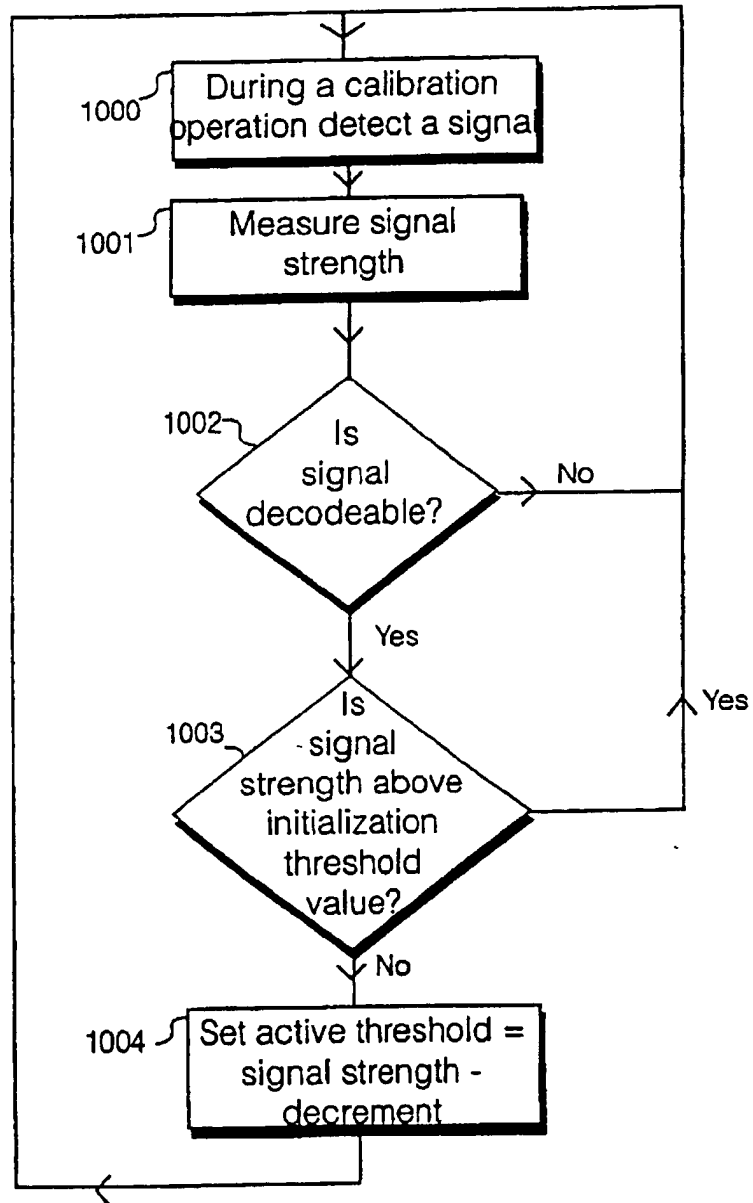 1000
During a calibration
operation detect a signal
1001
Measure signal
strength
1002
Is
signal
decodeable?
No
Yes
1003
Is
signal
strength above
initialization
threshold
value?
Yes
No
1004
Set active threshold =
signal strength -
decrement